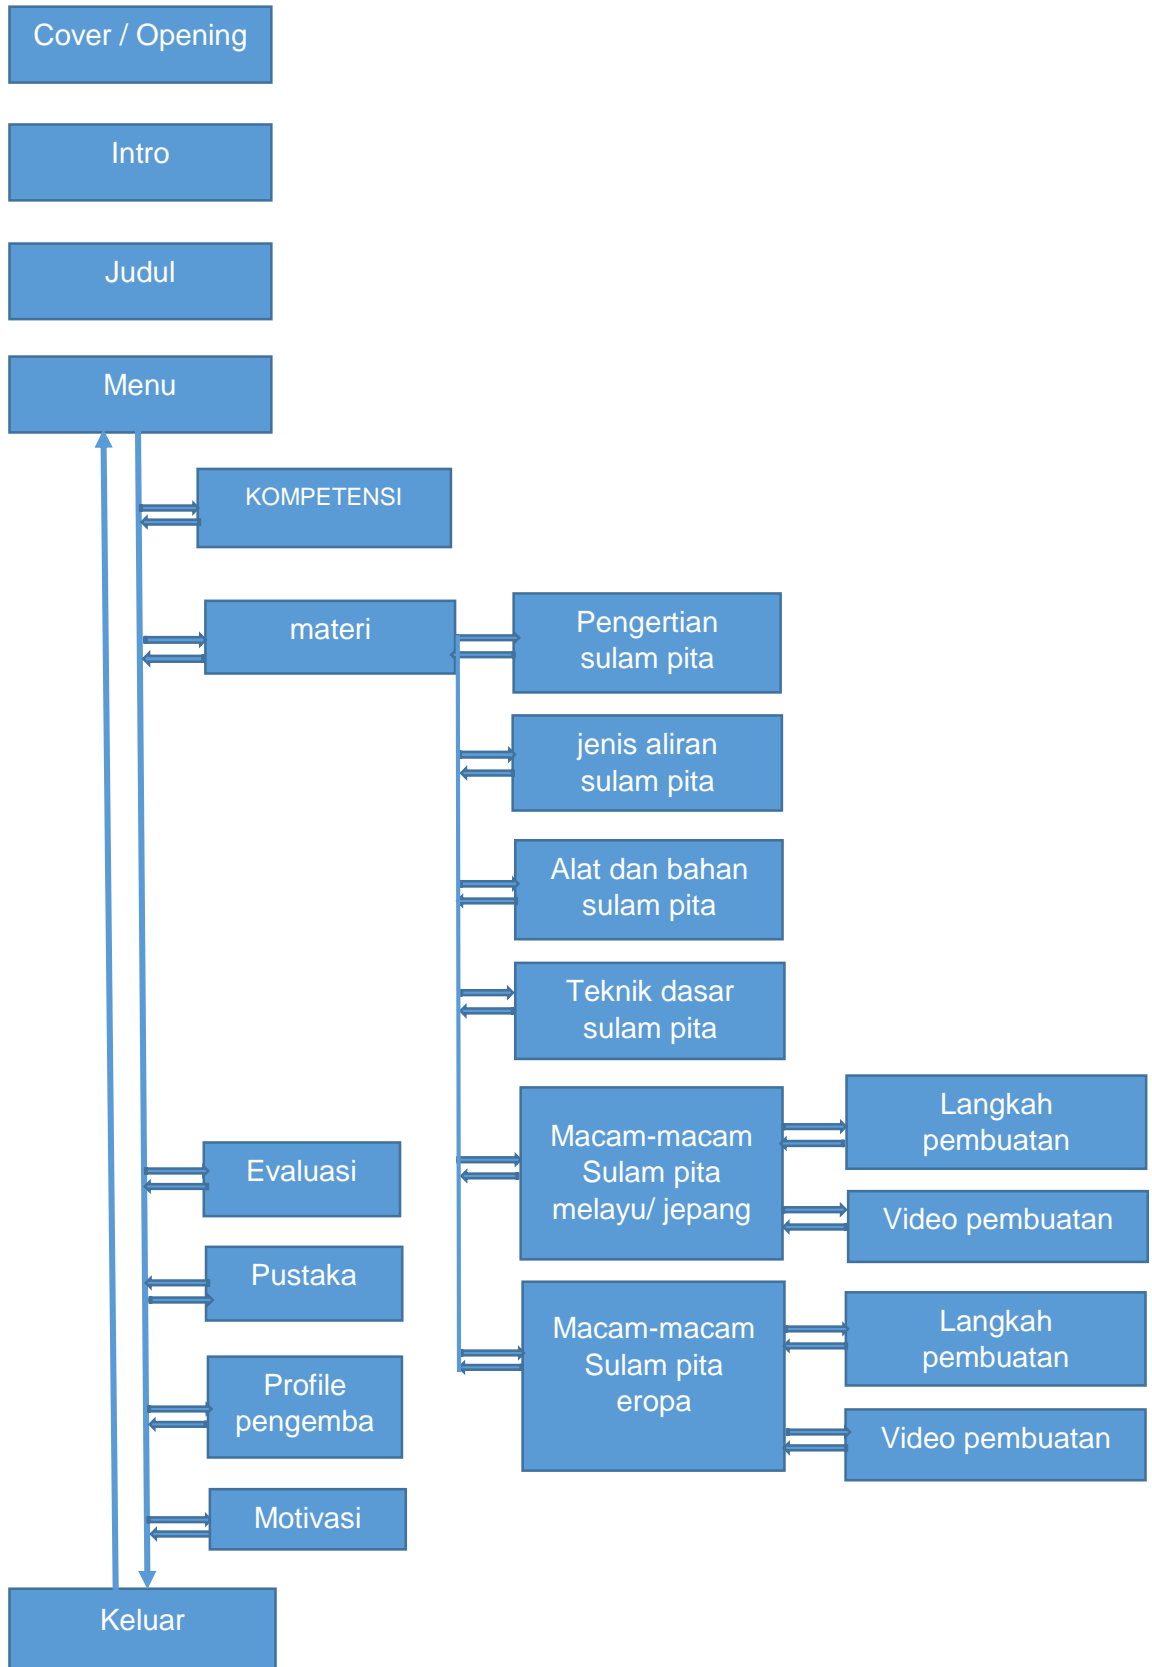 Cover / Opening
Intro
Judul
Menu
KOMPETENSI
materi
Pengertian
sulam pita
jenis aliran
sulam pita
Alat dan bahan
sulam pita
Teknik dasar
sulam pita
Macam-macam
Sulam pita
melayu/ jepang
Langkah
pembuatan
Video pembuatan
Macam-macam
Sulam pita
eropa
Langkah
pembuatan
Video pembuatan
Evaluasi
Pustaka
Profile
pengemba
Motivasi
Keluar